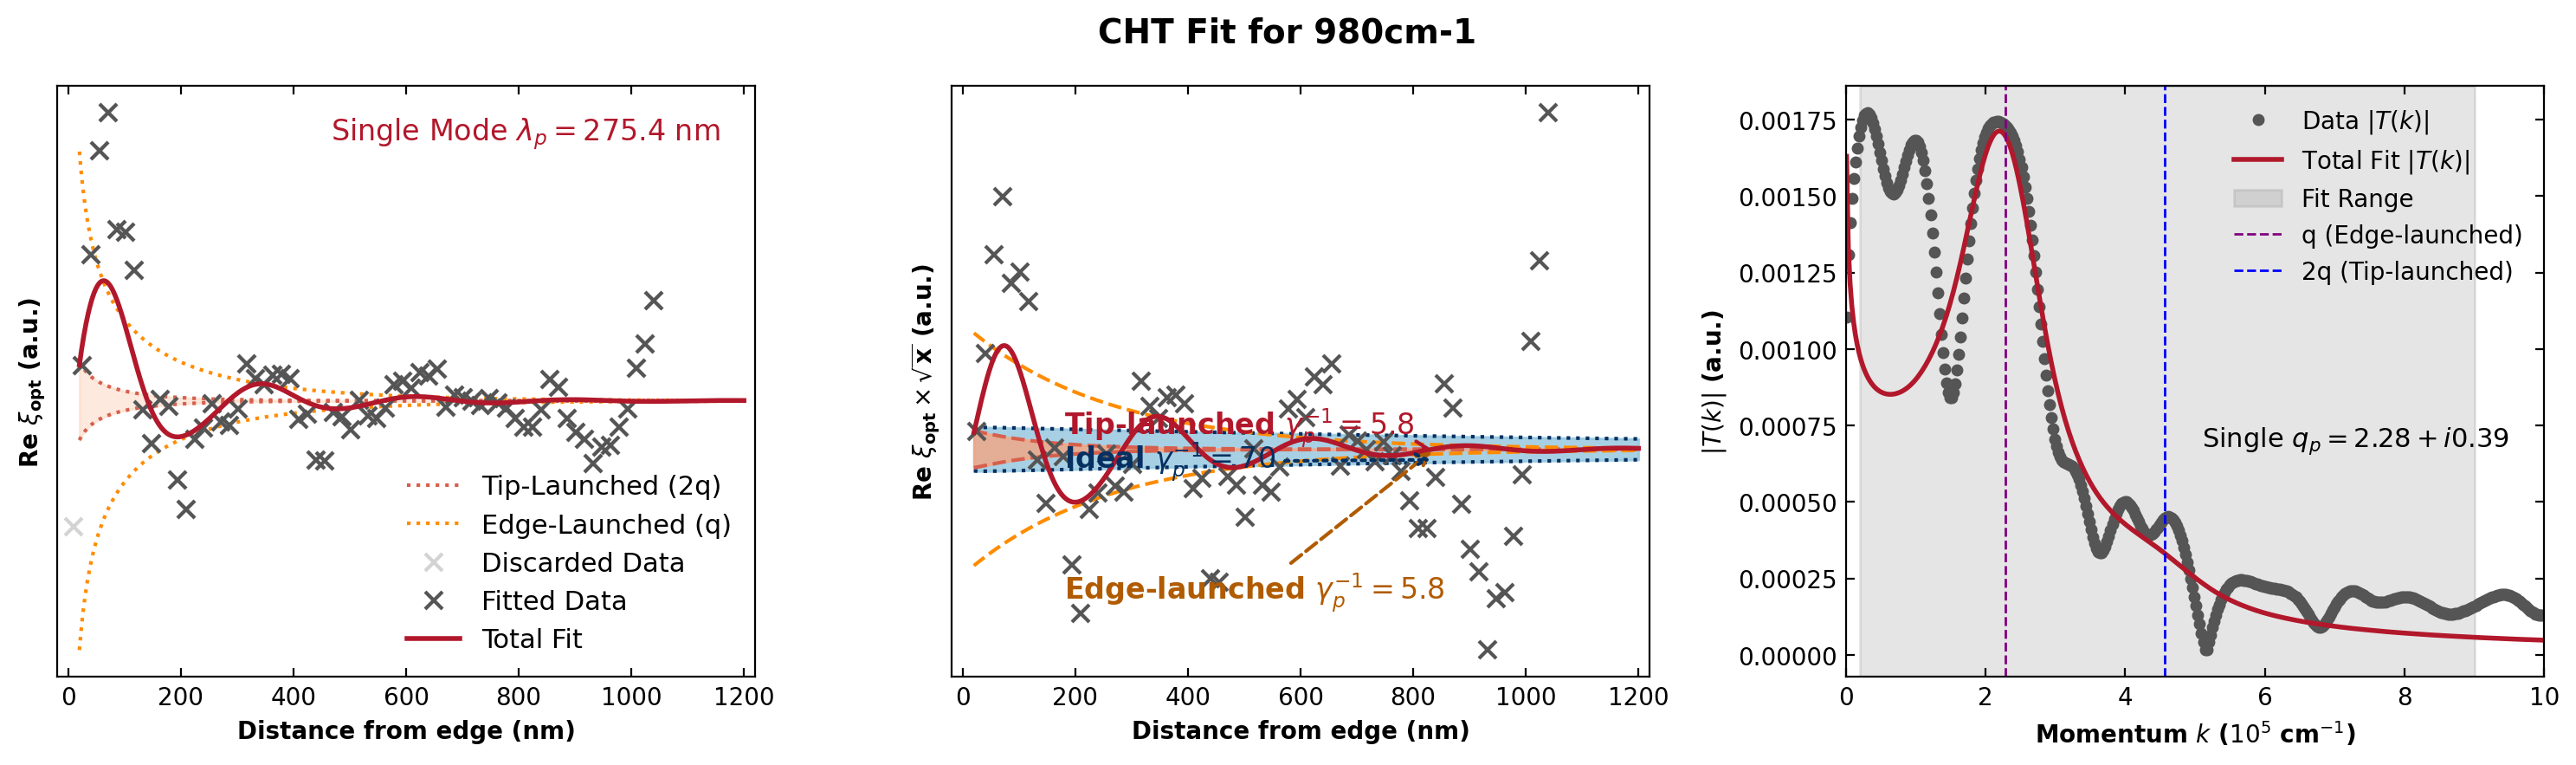 CHT Fit for 980cm-1
Re ξopt (a.u.)
Single Mode λp = 275.4 nm
Tip-Launched (2q)
Edge-Launched (q)
Discarded Data
Fitted Data
Total Fit
0 200 400 600 800 1000 1200
Distance from edge (nm)
Re ξopt × √x (a.u.)
Tip-launched γp⁻¹ = 5.8
Ideal γp⁻¹ = 70
Edge-launched γp⁻¹ = 5.8
0 200 400 600 800 1000 1200
Distance from edge (nm)
|T(k)| (a.u.)
0.00175
0.00150
0.00125
0.00100
0.00075
0.00050
0.00025
0.00000
Data |T(k)|
Total Fit |T(k)|
Fit Range
q (Edge-launched)
2q (Tip-launched)
Single qp = 2.28 + i0.39
0 2 4 6 8 10
Momentum k (10⁵ cm⁻¹)